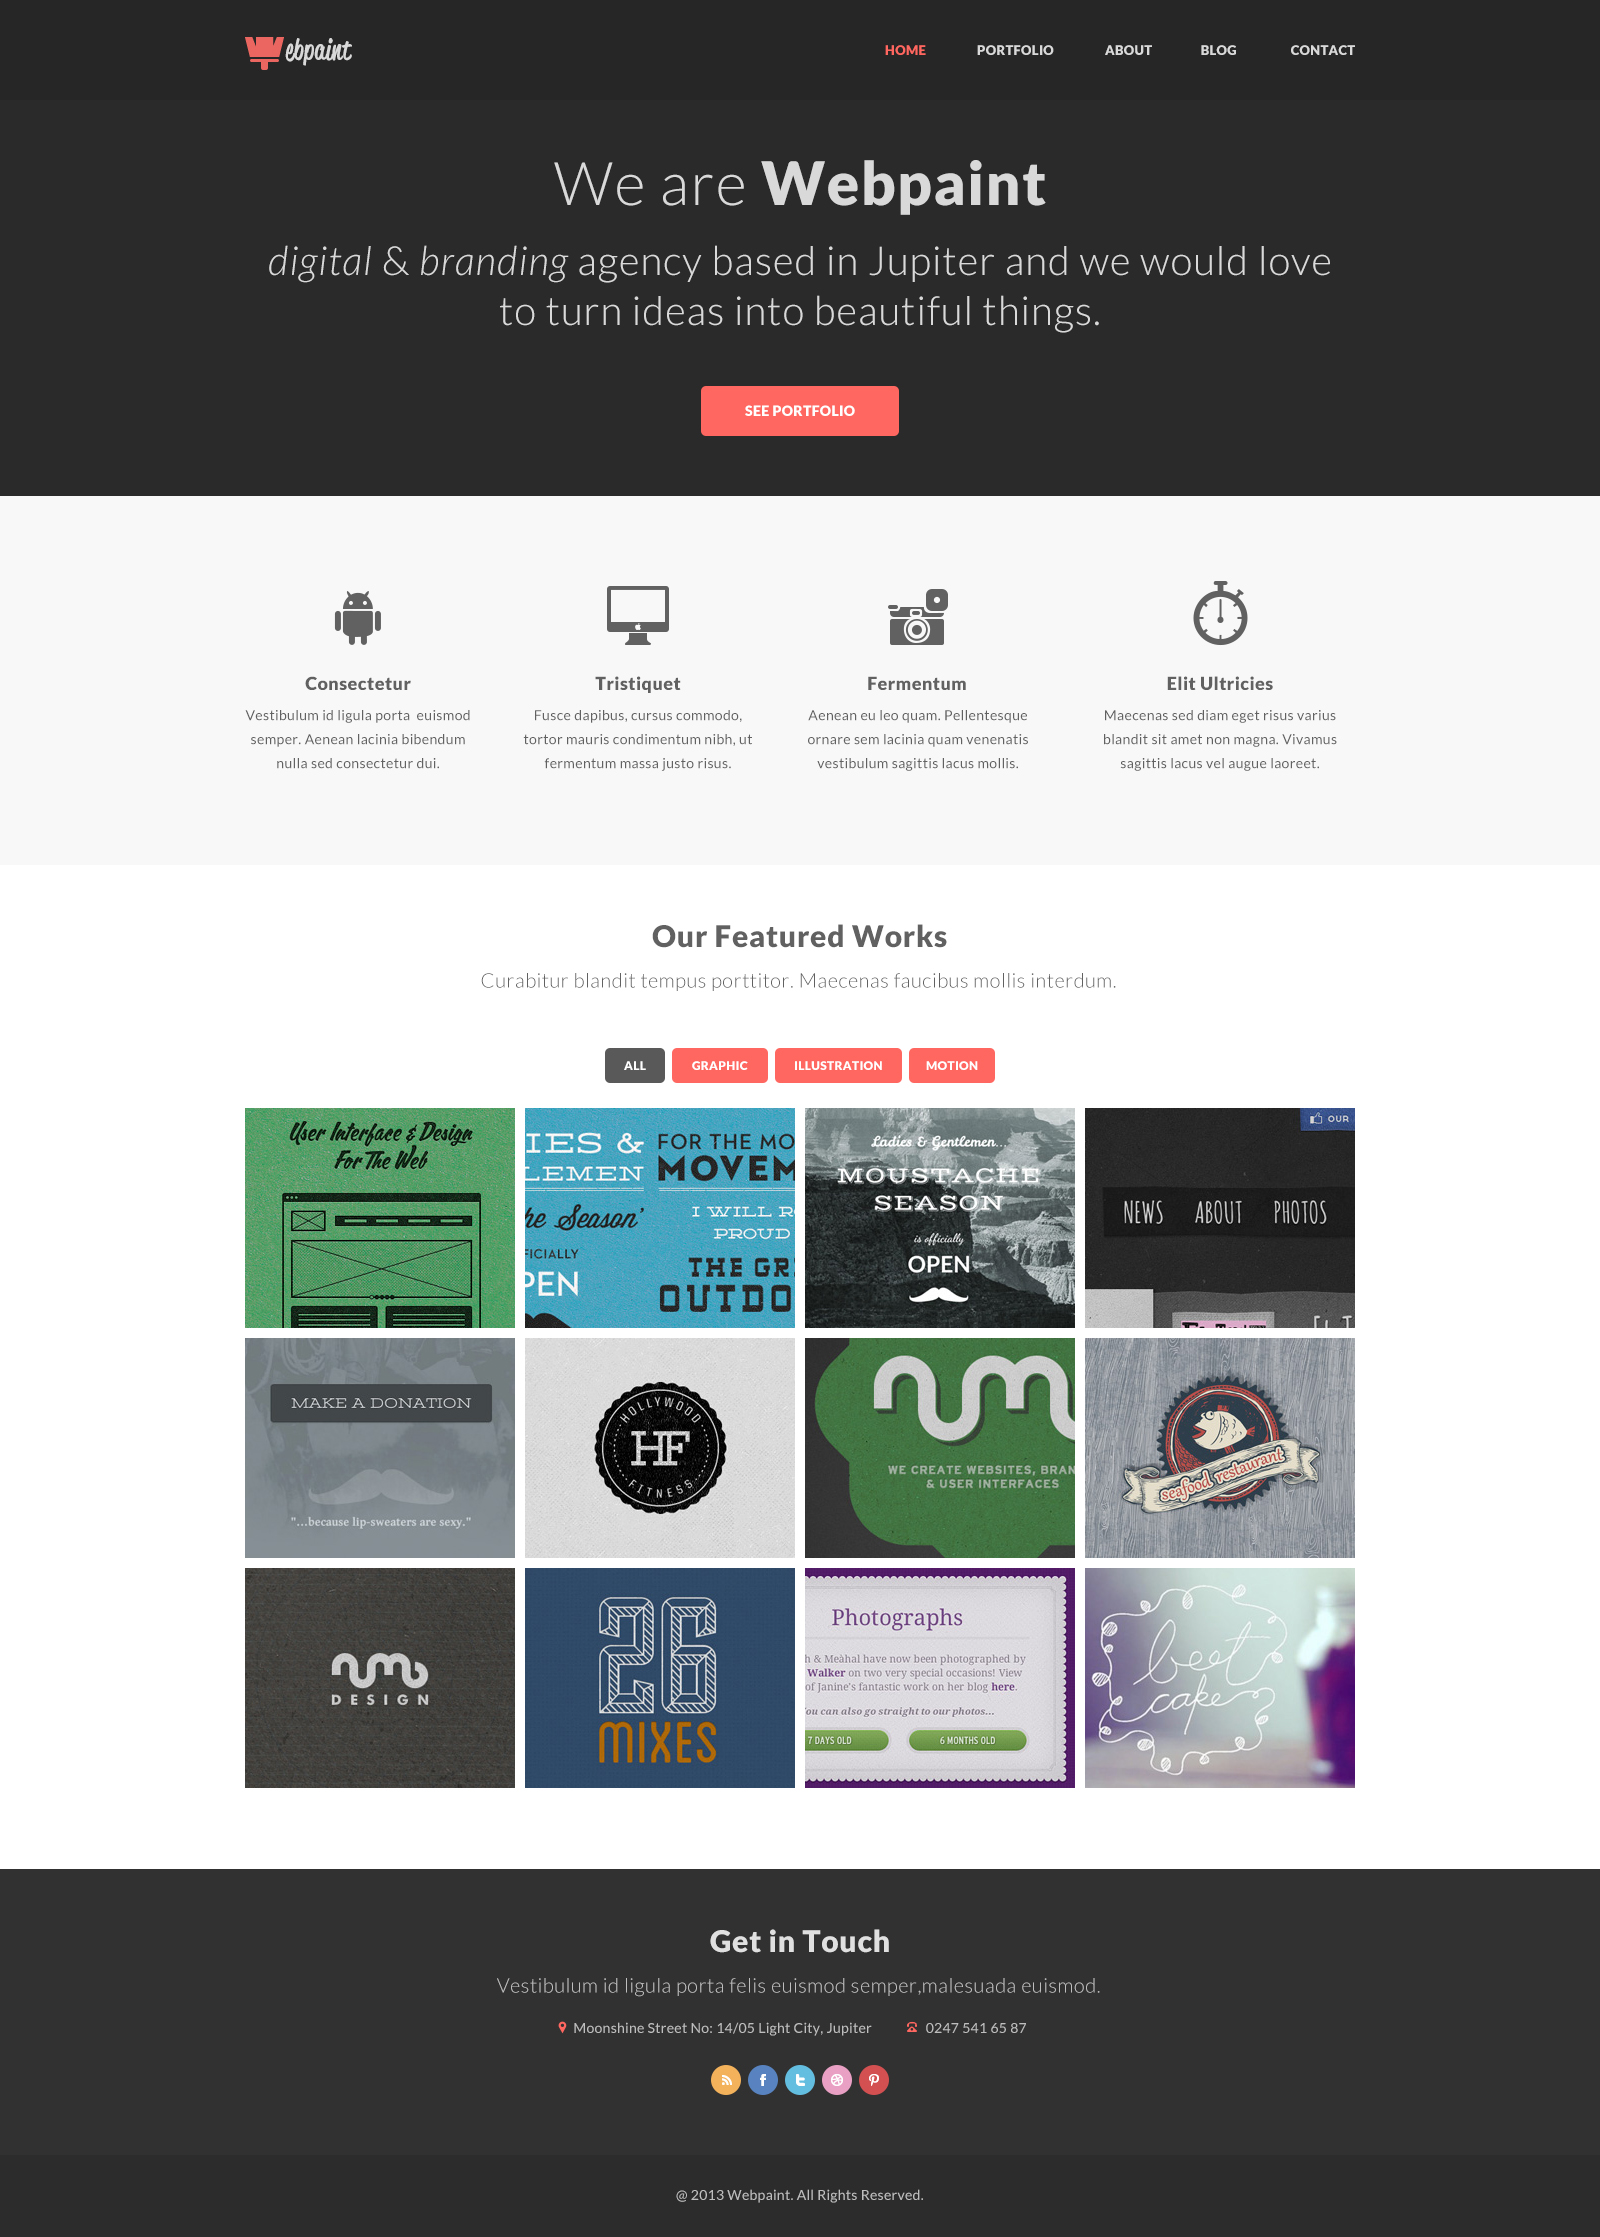 Webpaint
HOME PORTFOLIO ABOUT BLOG CONTACT
We are Webpaint
digital & branding agency based in Jupiter and we would love
to turn ideas into beautiful things.
SEE PORTFOLIO
Consectetur
Vestibulum id ligula porta euismod
semper. Aenean lacinia bibendum
nulla sed consectetur dui.
Tristiquet
Fusce dapibus, cursus commodo,
tortor mauris condimentum nibh, ut
fermentum massa justo risus.
Fermentum
Aenean eu leo quam. Pellentesque
ornare sem lacinia quam venenatis
vestibulum sagittis lacus mollis.
Elit Ultricies
Maecenas sed diam eget risus varius
blandit sit amet non magna. Vivamus
sagittis lacus vel augue laoreet.
Our Featured Works
Curabitur blandit tempus porttitor. Maecenas faucibus mollis interdum.
ALL GRAPHIC ILLUSTRATION MOTION
User Interface & Design
For The Web
IES &
LEMEN
he Season'
FICIALLY
PEN
FOR THE MO
MOVEM
I WILL R
PROUD
THE GR
OUTDO
Ladies & Gentlemen...
MOUSTACHE
SEASON
is officially
OPEN
OUR
NEWS ABOUT PHOTOS
MAKE A DONATION
"...because lip-sweaters are sexy."
HOLLYWOOD
HF
FITNESS
WE CREATE WEBSITES, BRAN
& USER INTERFACES
seafood restaurant
DESIGN
26
MIXES
Photographs
h & Meàhal have now been photographed by
Walker on two very special occasions! View
of Janine's fantastic work on her blog here.
ou can also go straight to our photos...
7 DAYS OLD 6 MONTHS OLD
beet
cake
Get in Touch
Vestibulum id ligula porta felis euismod semper,malesuada euismod.
Moonshine Street No: 14/05 Light City, Jupiter 0247 541 65 87
@ 2013 Webpaint. All Rights Reserved.